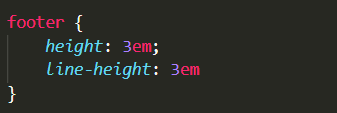 footer {
    height: 3em;
    line-height: 3em
}